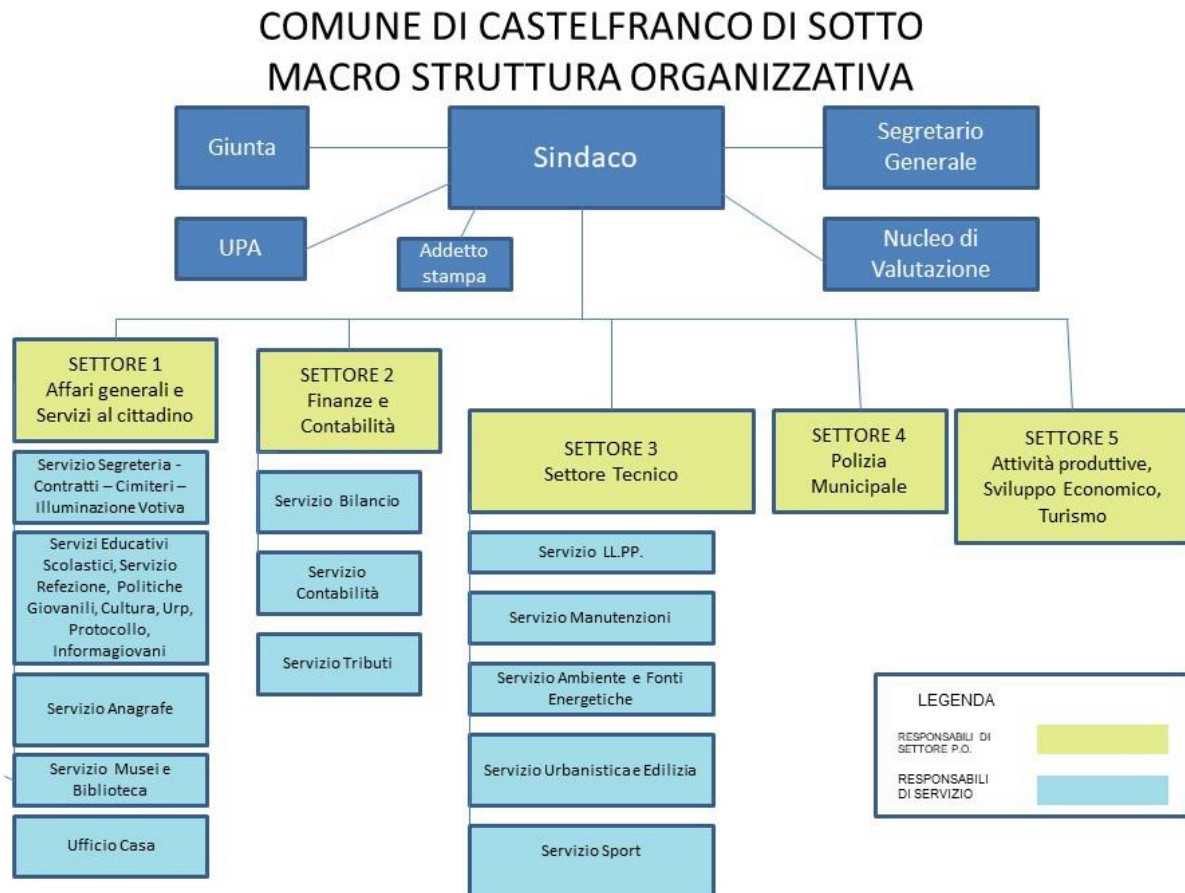 COMUNE DI CASTELFRANCO DI SOTTO
MACRO STRUTTURA ORGANIZZATIVA
Giunta
Sindaco
Segretario
Generale
UPA
Addetto
stampa
Nucleo di
Valutazione
SETTORE 1
Affari generali e
Servizi al cittadino
Servizio Segreteria -
Contratti – Cimiteri –
Illuminazione Votiva
Servizi Educativi
Scolastici, Servizio
Refezione, Politiche
Giovanili, Cultura, Urp,
Protocollo,
Informagiovani
Servizio Anagrafe
Servizio Musei e
Biblioteca
Ufficio Casa
SETTORE 2
Finanze e
Contabilità
Servizio Bilancio
Servizio
Contabilità
Servizio Tributi
SETTORE 3
Settore Tecnico
Servizio LL.PP.
Servizio Manutenzioni
Servizio Ambiente e Fonti
Energetiche
Servizio Urbanistica e Edilizia
Servizio Sport
SETTORE 4
Polizia
Municipale
SETTORE 5
Attività produttive,
Sviluppo Economico,
Turismo
LEGENDA
RESPONSABILI DI
SETTORE P.O.
RESPONSABILI
DI SERVIZIO